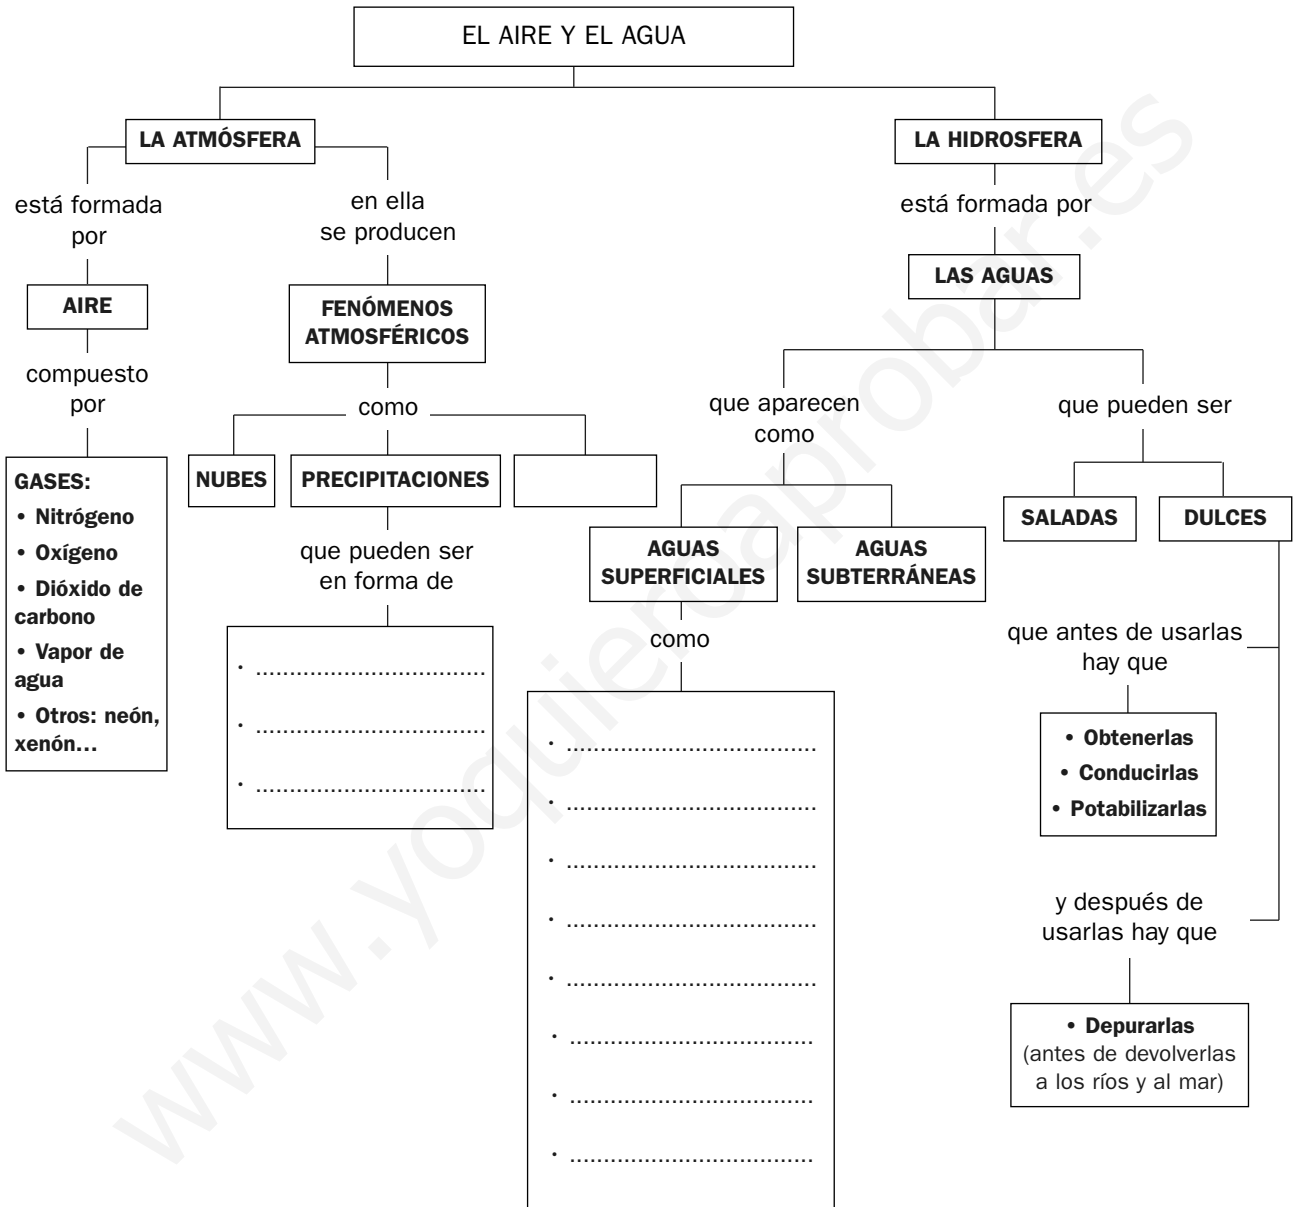 EL AIRE Y EL AGUA
LA ATMÓSFERA
está formada
por
AIRE
compuesto
por
GASES:
• Nitrógeno
• Oxígeno
• Dióxido de
carbono
• Vapor de
agua
• Otros: neón,
xenón...
en ella
se producen
FENÓMENOS
ATMOSFÉRICOS
como
NUBES
PRECIPITACIONES
que pueden ser
en forma de
• ..................................
• ..................................
• ..................................
LA HIDROSFERA
está formada por
LAS AGUAS
que aparecen
como
AGUAS
SUPERFICIALES
como
• .....................................
• .....................................
• .....................................
• .....................................
• .....................................
• ....................................
• ....................................
• ....................................
AGUAS
SUBTERRÁNEAS
que pueden ser
SALADAS
DULCES
que antes de usarlas
hay que
• Obtenerlas
• Conducirlas
• Potabilizarlas
y después de
usarlas hay que
• Depurarlas
(antes de devolverlas
a los ríos y al mar)
www.yoquieroaprobar.es